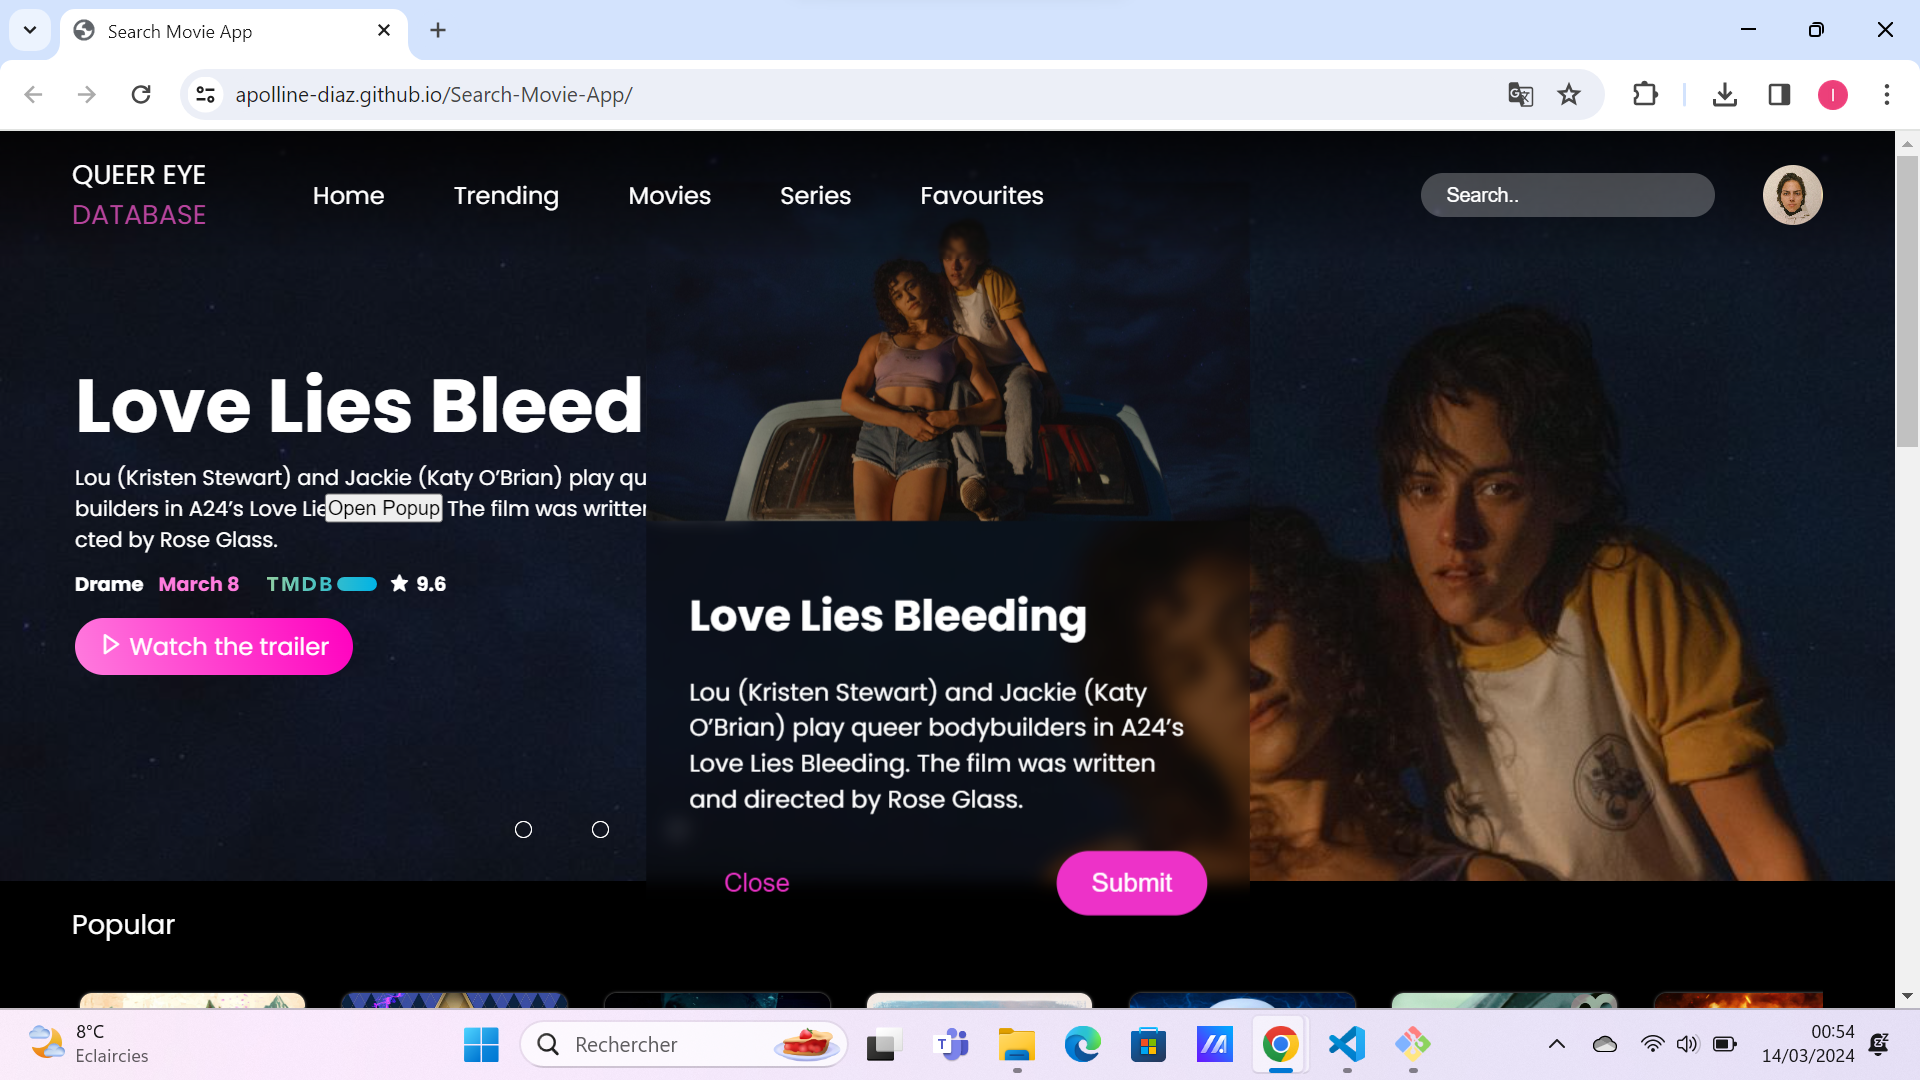 Search Movie App
apolline-diaz.github.io/Search-Movie-App/
I
QUEER EYE
DATABASE
Home
Trending
Movies
Series
Favourites
Search..
Love Lies Bleed
Lou (Kristen Stewart) and Jackie (Katy O’Brian) play qu
builders in A24’s Love Lie
Open Popup
The film was writter
cted by Rose Glass.
Drame March 8 TMDB 9.6
Watch the trailer
Love Lies Bleeding
Lou (Kristen Stewart) and Jackie (Katy
O’Brian) play queer bodybuilders in A24’s
Love Lies Bleeding. The film was written
and directed by Rose Glass.
Close
Submit
Popular
8°C
Eclaircies
Rechercher
00:54
14/03/2024